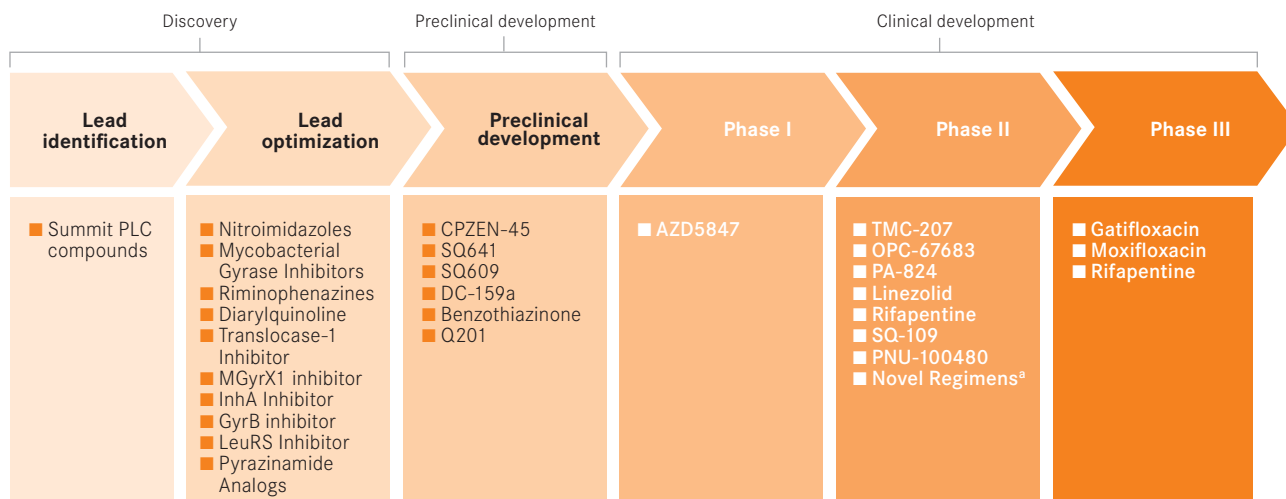 Discovery
Preclinical development
Clinical development
Lead
identification
Lead
optimization
Preclinical
development
Phase I
Phase II
Phase III
Summit PLC
compounds
Nitroimidazoles
Mycobacterial
Gyrase Inhibitors
Riminophenazines
Diarylquinoline
Translocase-1
Inhibitor
MGyrX1 inhibitor
InhA Inhibitor
GyrB inhibitor
LeuRS Inhibitor
Pyrazinamide
Analogs
CPZEN-45
SQ641
SQ609
DC-159a
Benzothiazinone
Q201
AZD5847
TMC-207
OPC-67683
PA-824
Linezolid
Rifapentine
SQ-109
PNU-100480
Novel Regimensª
Gatifloxacin
Moxifloxacin
Rifapentine